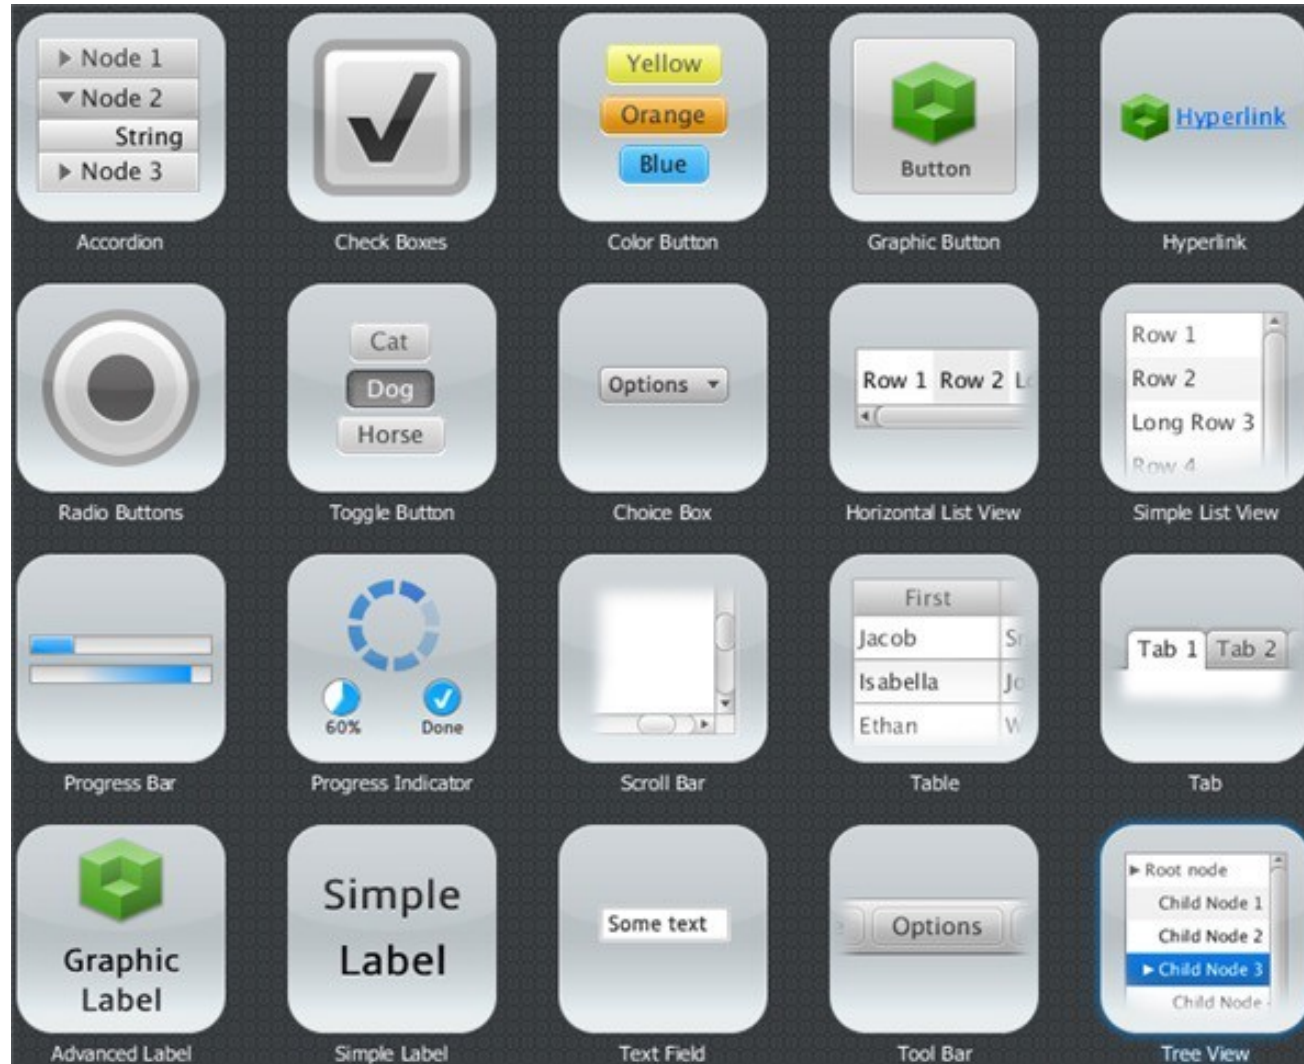 Node 1
Node 2
String
Node 3
Accordion
Check Boxes
Yellow
Orange
Blue
Color Button
Button
Graphic Button
Hyperlink
Hyperlink
Radio Buttons
Cat
Dog
Horse
Toggle Button
Options
Choice Box
Row 1 Row 2 L
Horizontal List View
Row 1
Row 2
Long Row 3
Row 4
Simple List View
Progress Bar
60% Done
Progress Indicator
Scroll Bar
First
Jacob
Isabella
Ethan
Table
Tab 1 Tab 2
Tab
Graphic
Label
Advanced Label
Simple
Label
Simple Label
Some text
Text Field
Options
Tool Bar
Root node
Child Node 1
Child Node 2
Child Node 3
Child Node
Tree View